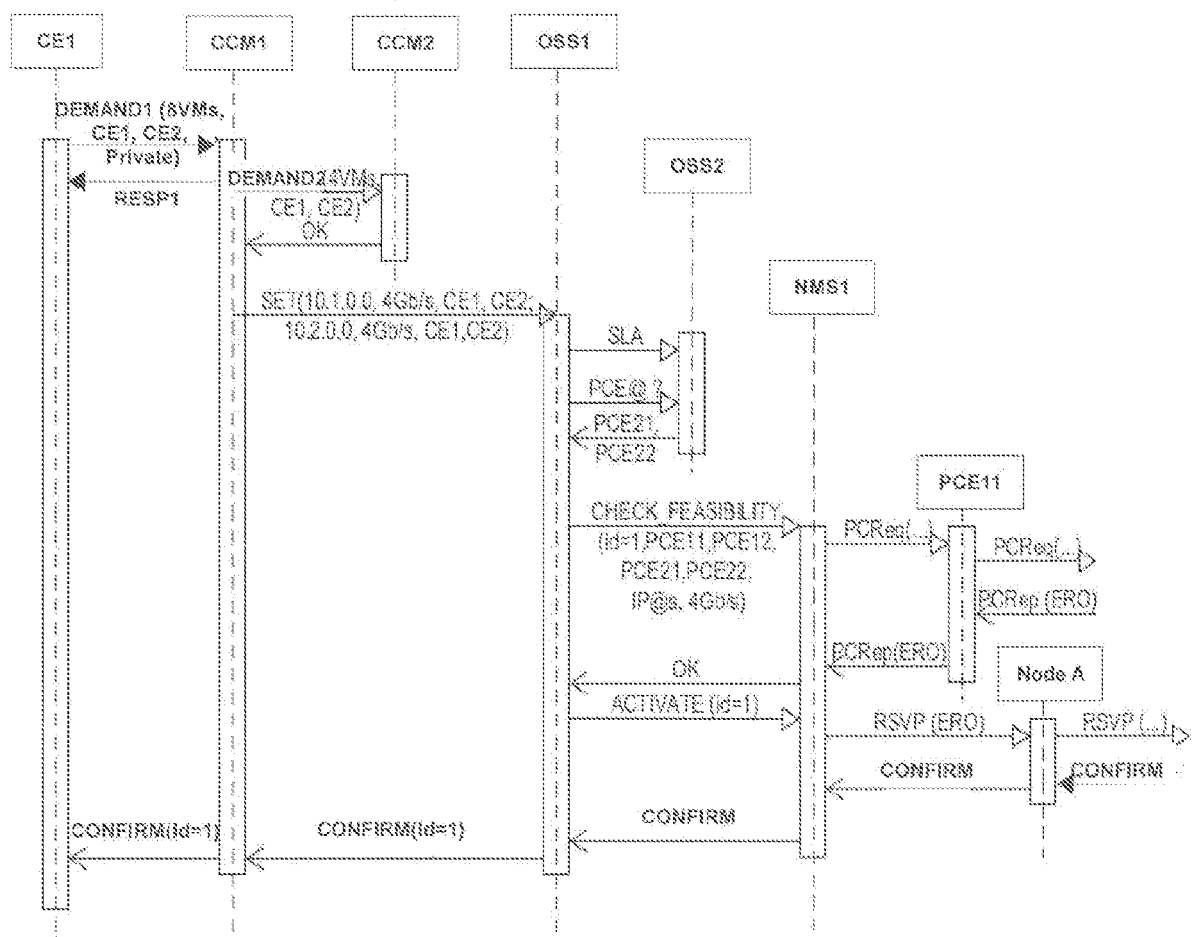 CE1
CCM1
CCM2
OSS1
DEMAND1 (8VMs,
CE1, CE2,
Private)
RESP1
DEMAND2(4VMs,
CE1, CE2)
OK
OSS2
NMS1
SET(10.1.0.0, 4Gb/s, CE1, CE2;
10.2.0.0, 4Gb/s, CE1,CE2)
SLA
PCE@ ?
PCE21,
PCE22
PCE11
CHECK_FEASIBILITY
(id=1,PCE11,PCE12,
PCE21,PCE22;
IP@s, 4Gb/s)
PCReq(...)
PCReq(...)
PCRep (ERO)
PCRep(ERO)
OK
Node A
ACTIVATE (id=1)
RSVP (ERO)
RSVP (...)
CONFIRM
CONFIRM
CONFIRM
CONFIRM(id=1)
CONFIRM(id=1)